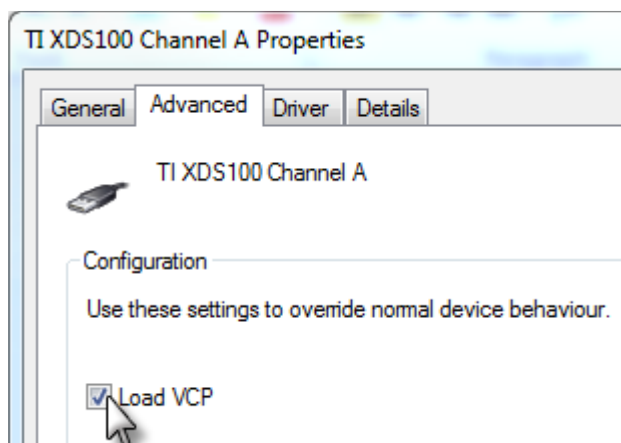 TI XDS100 Channel A Properties
General Advanced Driver Details
TI XDS100 Channel A
Configuration
Use these settings to override normal device behaviour.
Load VCP